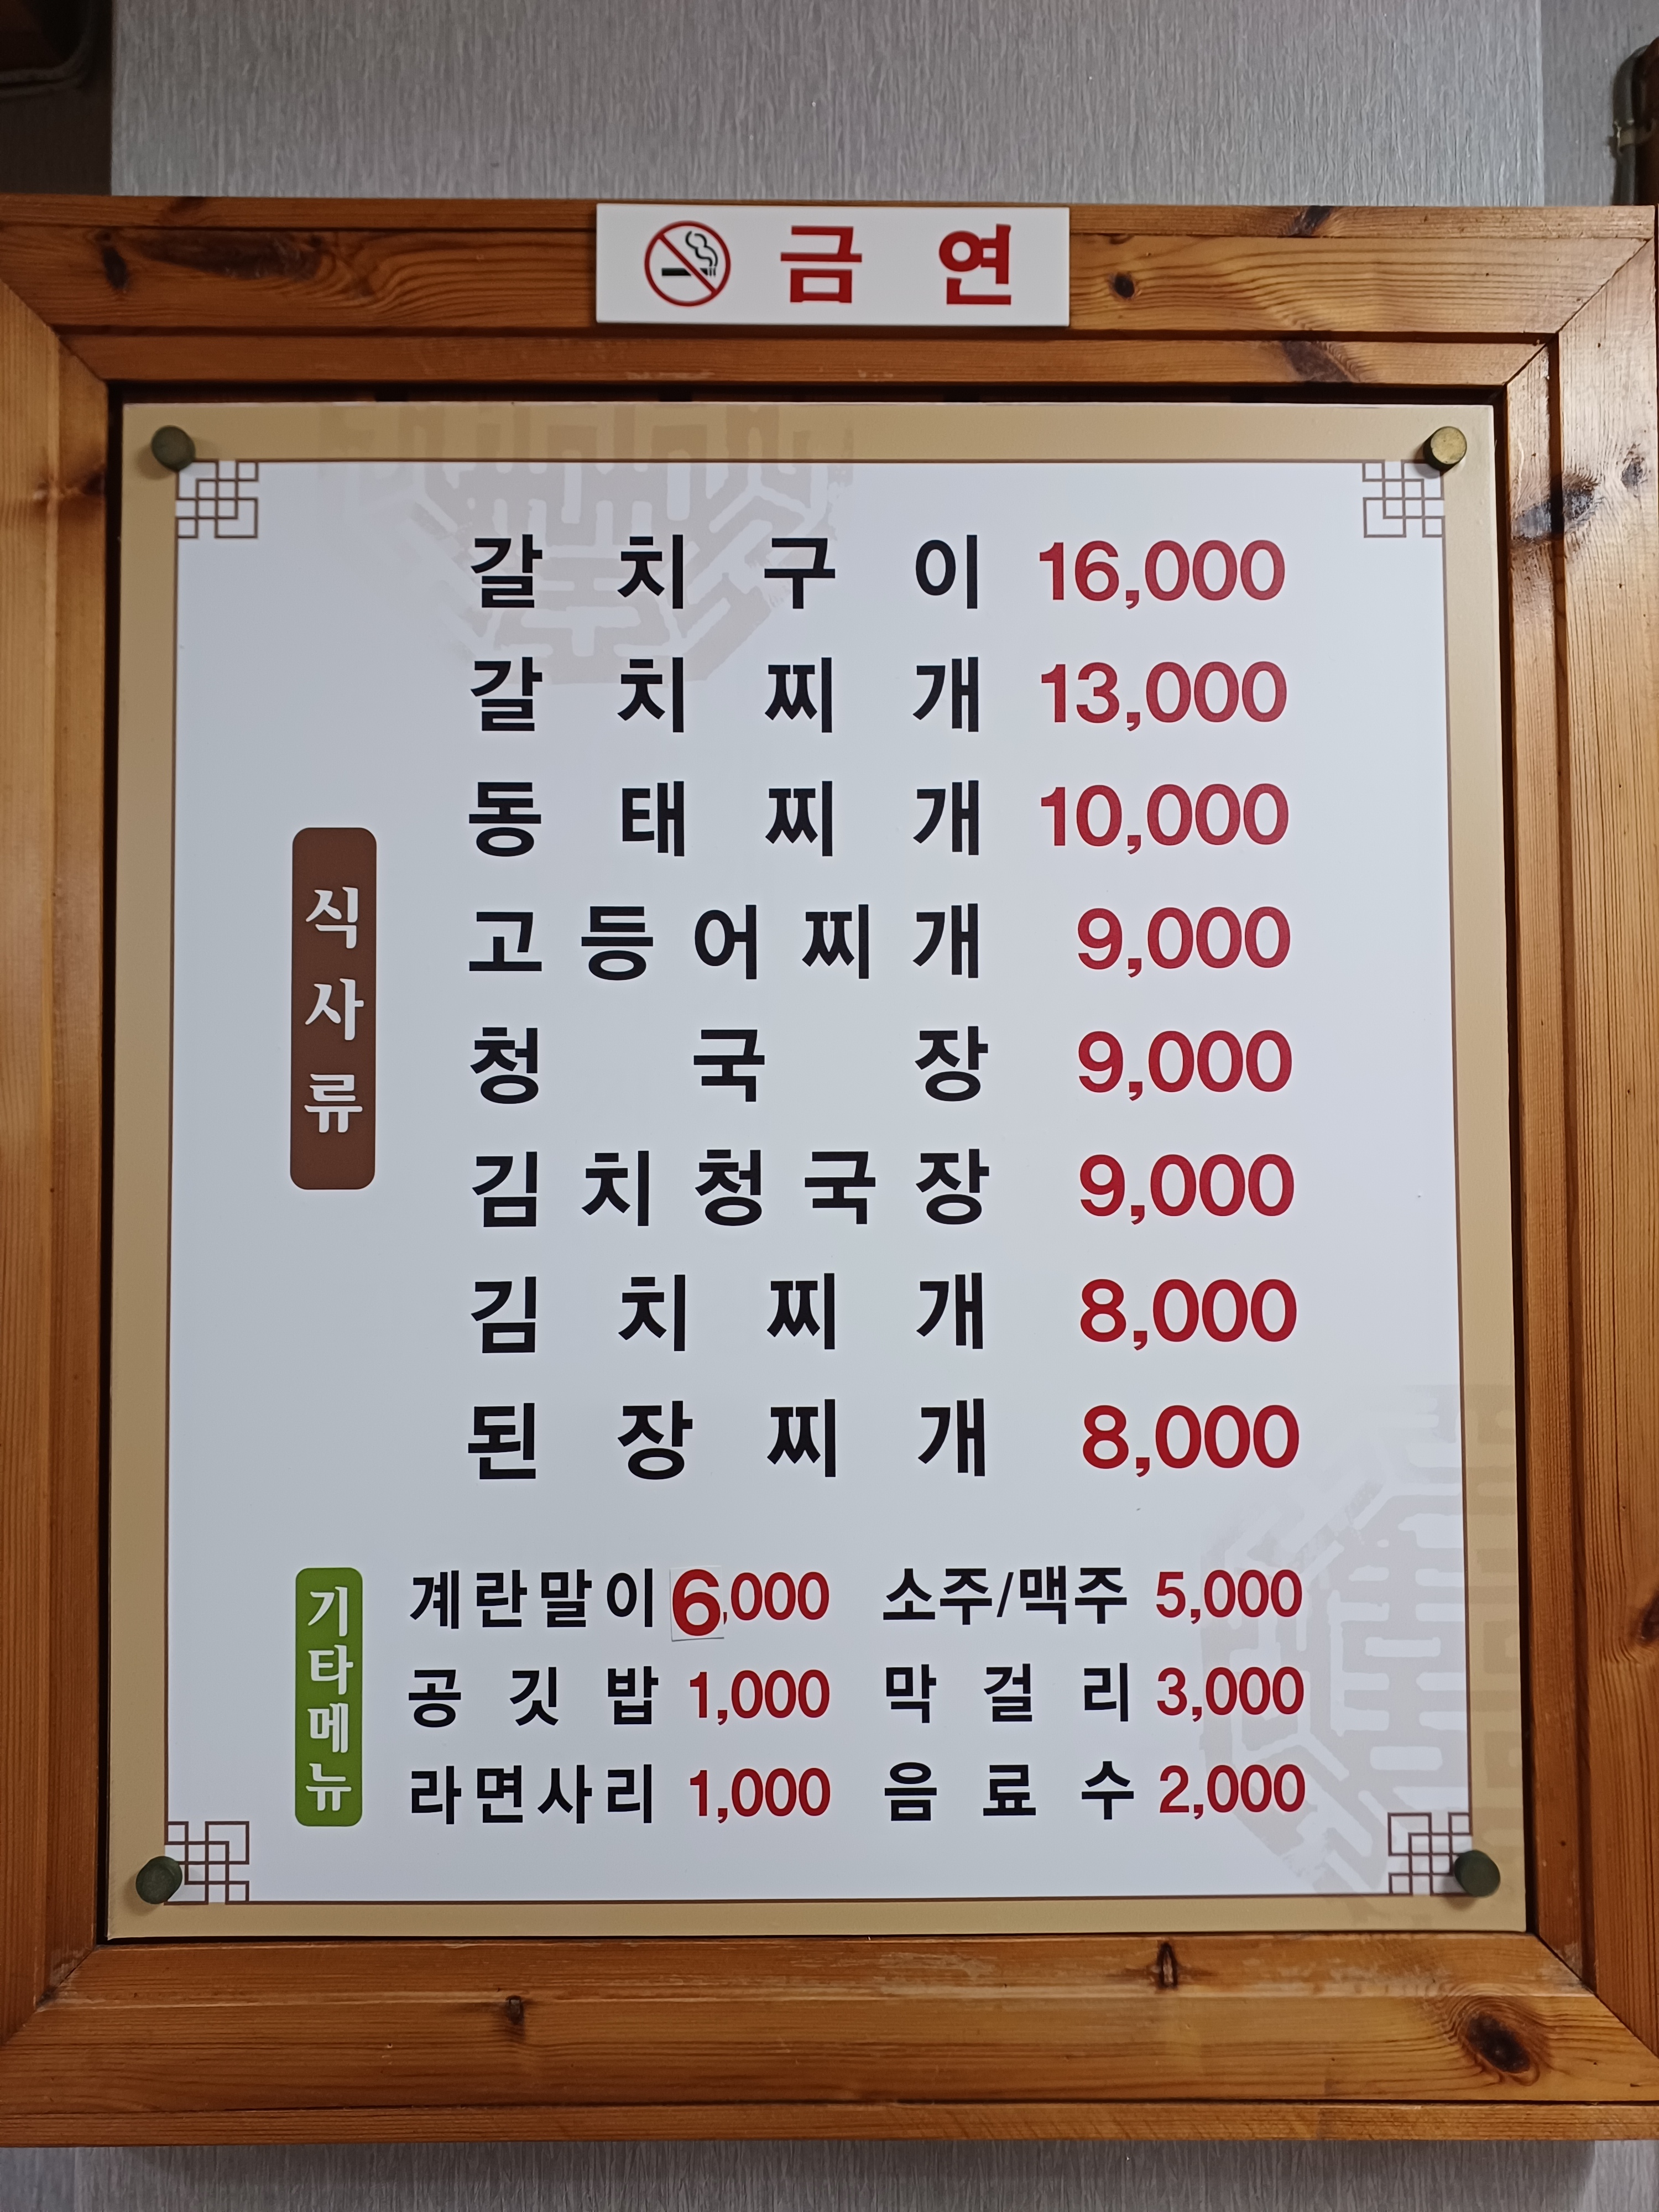 금연
갈치구이 16,000
갈치찌개 13,000
동태찌개 10,000
고등어찌개 9,000
식사류
청국장 9,000
김치청국장 9,000
김치찌개 8,000
된장찌개 8,000
기타메뉴
계란말이 6,000 소주/맥주 5,000
공깃밥 1,000 막걸리 3,000
라면사리 1,000 음료수 2,000